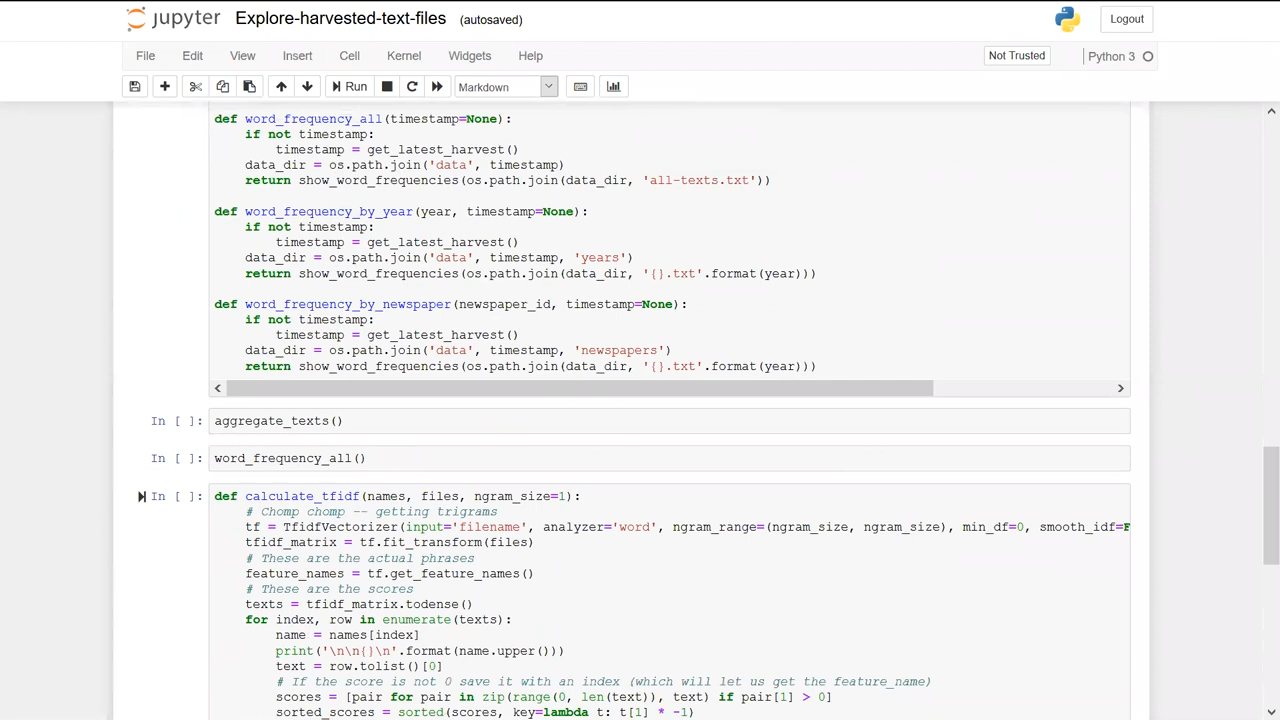 jupyter Explore-harvested-text-files (autosaved) Logout
File Edit View Insert Cell Kernel Widgets Help Not Trusted Python 3
Run Markdown
def word_frequency_all(timestamp=None):
    if not timestamp:
        timestamp = get_latest_harvest()
    data_dir = os.path.join('data', timestamp)
    return show_word_frequencies(os.path.join(data_dir, 'all-texts.txt'))
def word_frequency_by_year(year, timestamp=None):
    if not timestamp:
        timestamp = get_latest_harvest()
    data_dir = os.path.join('data', timestamp, 'years')
    return show_word_frequencies(os.path.join(data_dir, '{}.txt'.format(year)))
def word_frequency_by_newspaper(newspaper_id, timestamp=None):
    if not timestamp:
        timestamp = get_latest_harvest()
    data_dir = os.path.join('data', timestamp, 'newspapers')
    return show_word_frequencies(os.path.join(data_dir, '{}.txt'.format(year)))
In [ ]: aggregate_texts()
In [ ]: word_frequency_all()
In [ ]: def calculate_tfidf(names, files, ngram_size=1):
    # Chomp chomp -- getting trigrams
    tf = TfidfVectorizer(input='filename', analyzer='word', ngram_range=(ngram_size, ngram_size), min_df=0, smooth_idf=F
    tfidf_matrix = tf.fit_transform(files)
    # These are the actual phrases
    feature_names = tf.get_feature_names()
    # These are the scores
    texts = tfidf_matrix.todense()
    for index, row in enumerate(texts):
        name = names[index]
        print('\n\n{}\n'.format(name.upper()))
        text = row.tolist()[0]
        # If the score is not 0 save it with an index (which will let us get the feature_name)
        scores = [pair for pair in zip(range(0, len(text)), text) if pair[1] > 0]
        sorted_scores = sorted(scores, key=lambda t: t[1] * -1)